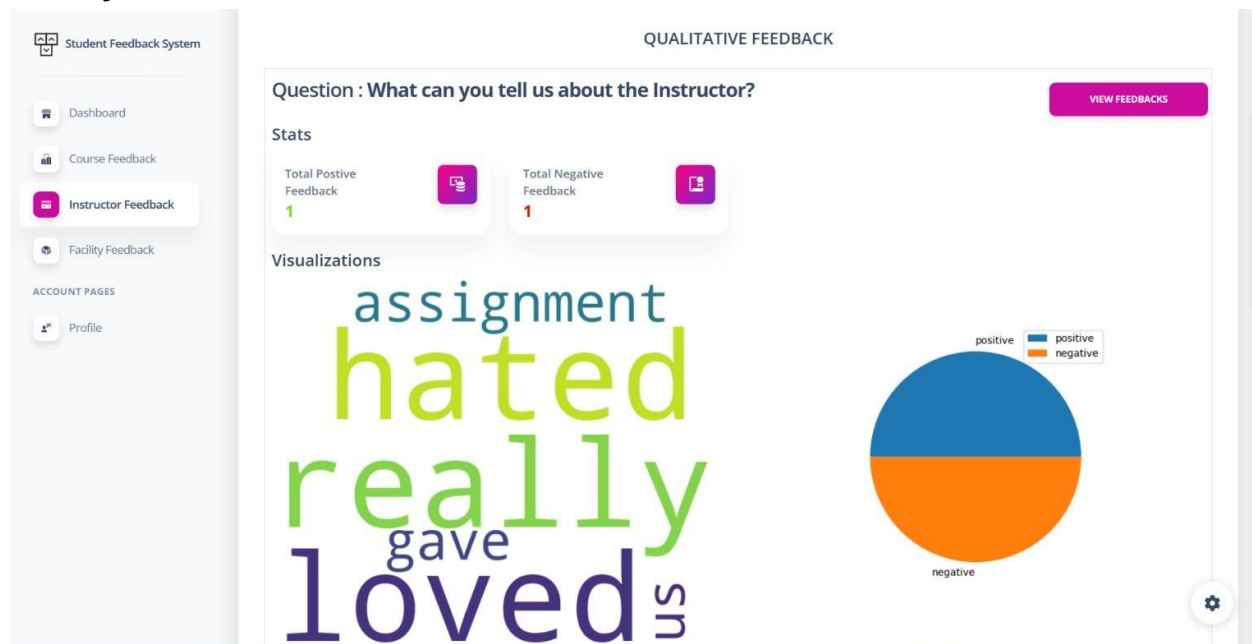 Student Feedback System
Dashboard
Course Feedback
Instructor Feedback
Facility Feedback
ACCOUNT PAGES
Profile
QUALITATIVE FEEDBACK
Question : What can you tell us about the Instructor?
VIEW FEEDBACKS
Stats
Total Postive
Feedback
1
Total Negative
Feedback
1
Visualizations
assignment
hated
really
gave
loved
us
positive
positive
negative
negative